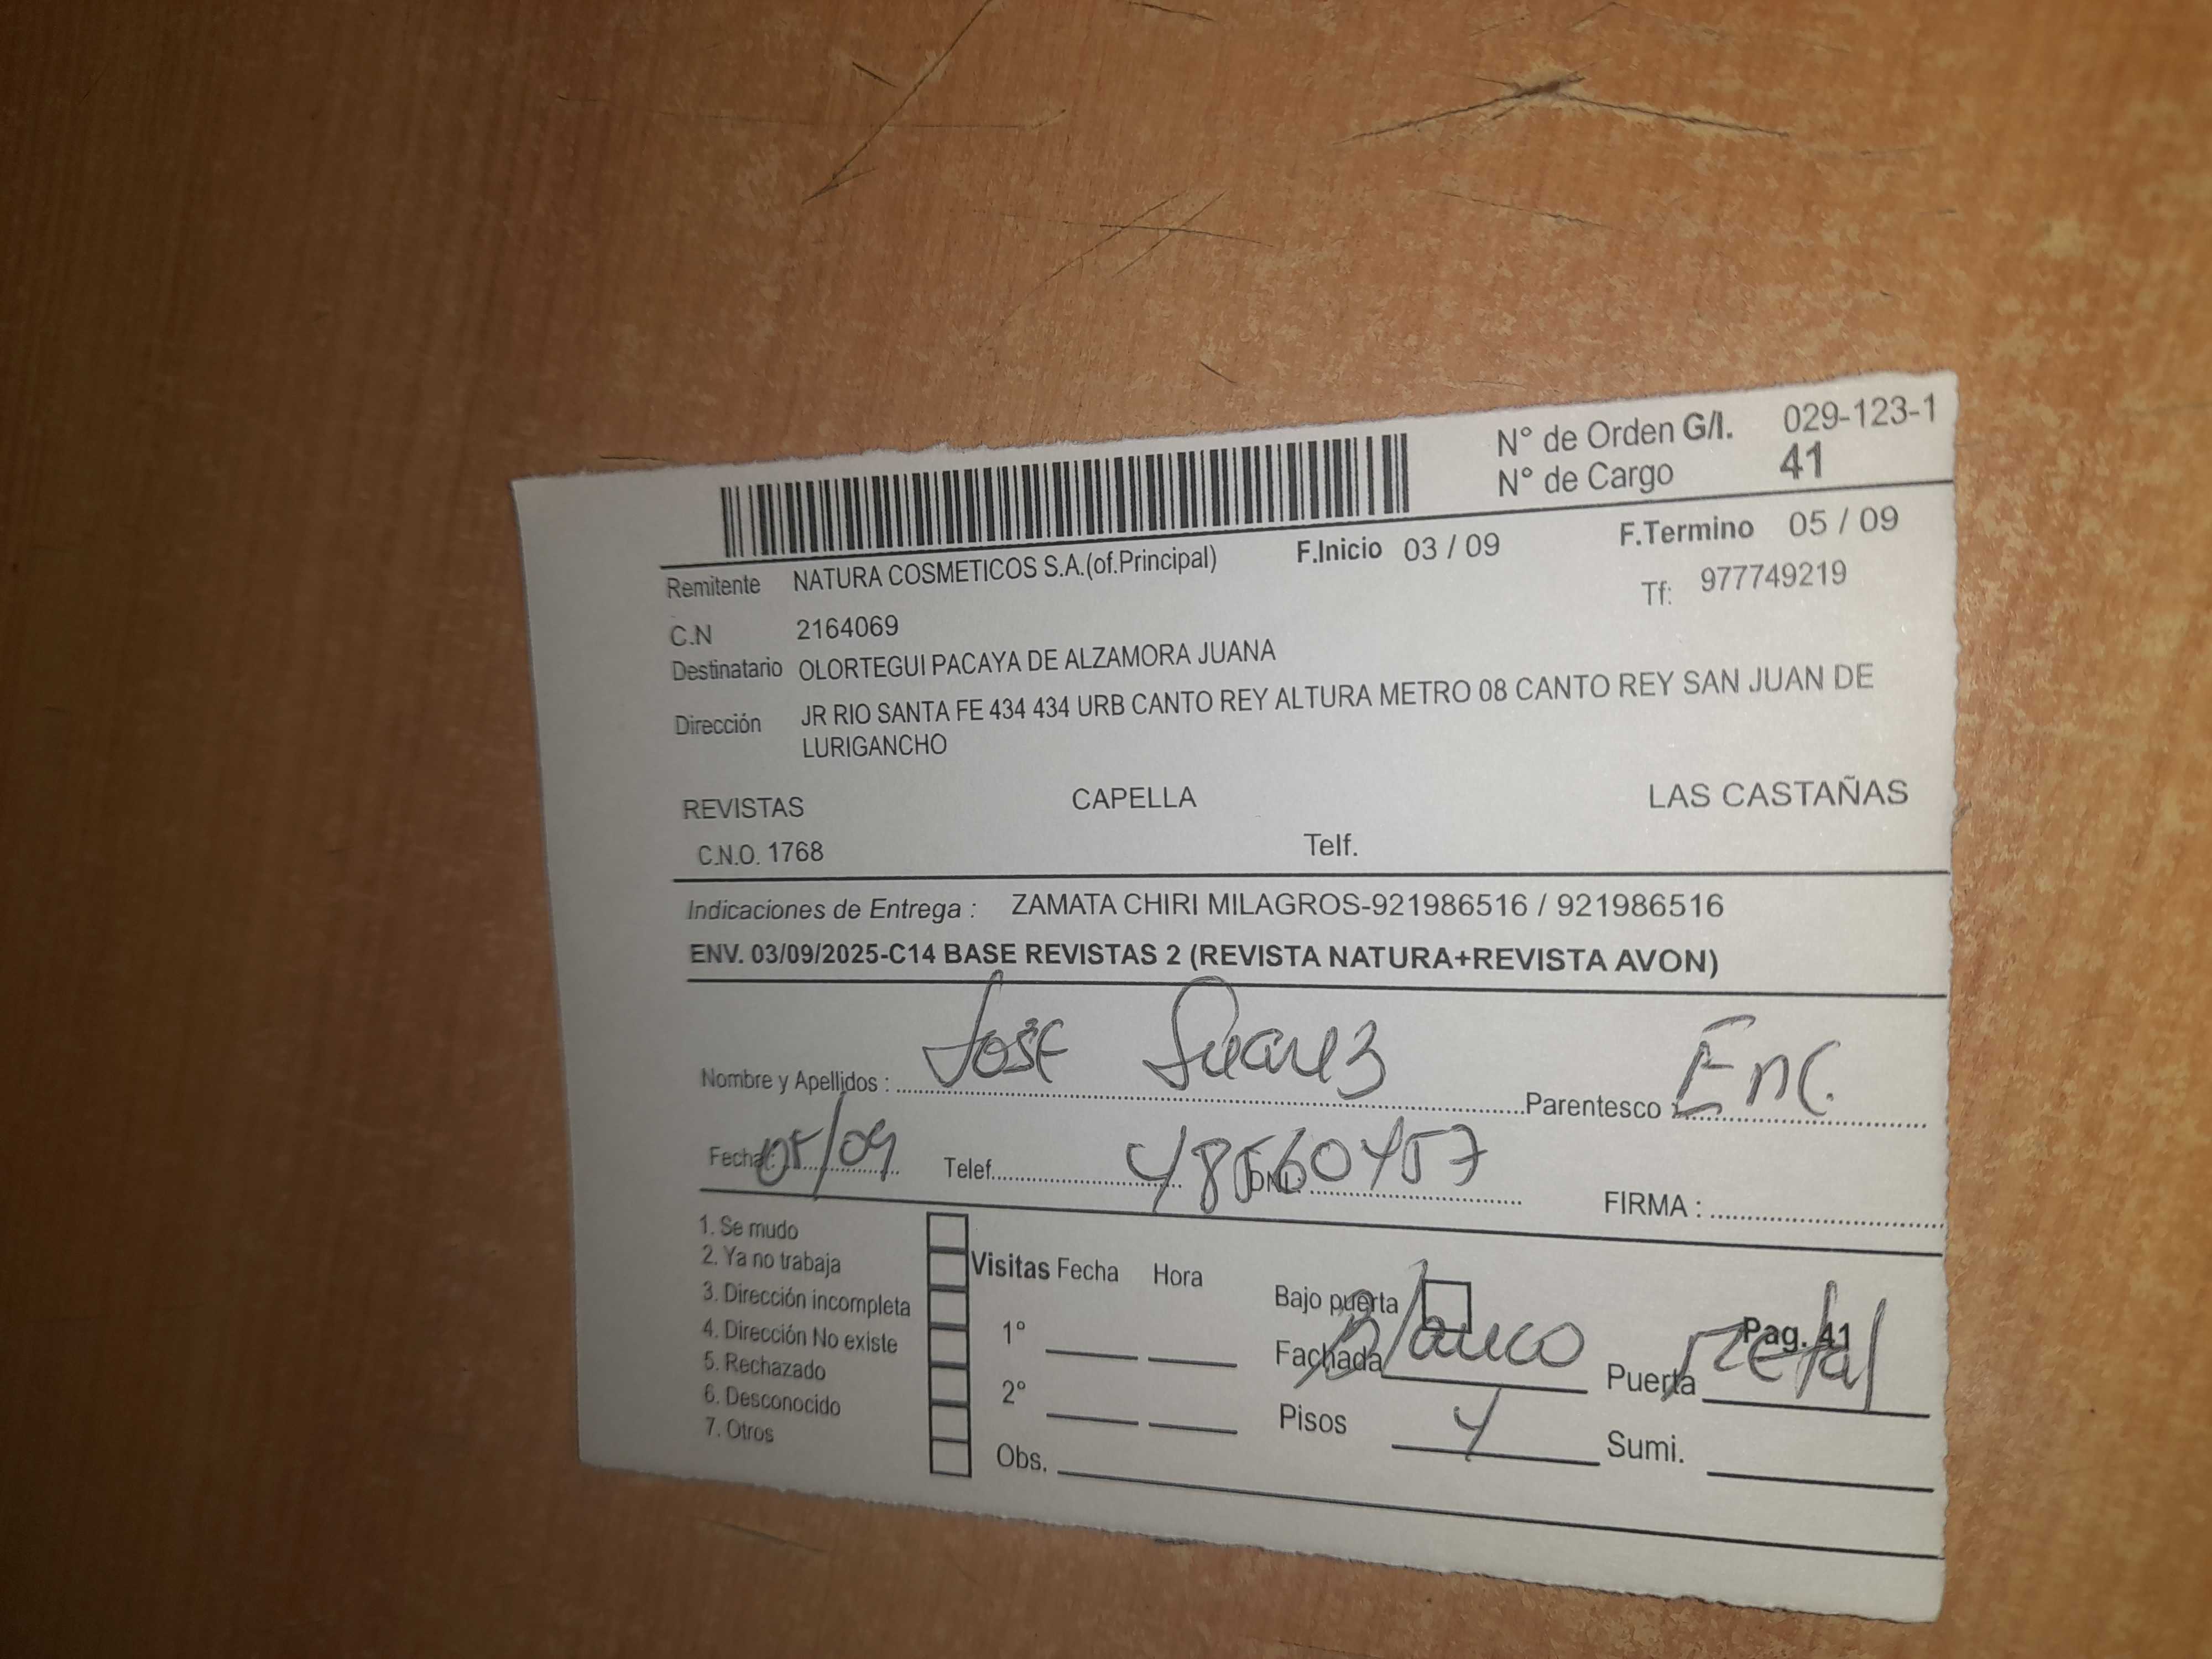 N° de Orden G/I. 029-123-1
N° de Cargo 41
F.Inicio 03 / 09 F.Termino 05 / 09
Remitente NATURA COSMETICOS S.A.(of.Principal)
Tf: 977749219
C.N 2164069
Destinatario OLORTEGUI PACAYA DE ALZAMORA JUANA
Dirección JR RIO SANTA FE 434 434 URB CANTO REY ALTURA METRO 08 CANTO REY SAN JUAN DE
LURIGANCHO
REVISTAS CAPELLA LAS CASTAÑAS
C.N.O. 1768 Telf.
Indicaciones de Entrega : ZAMATA CHIRI MILAGROS-921986516 / 921986516
ENV. 03/09/2025-C14 BASE REVISTAS 2 (REVISTA NATURA+REVISTA AVON)
Nombre y Apellidos : José Suarez Parentesco : Enc.
Fecha: 05/09 Telef. DNI: 48560457 FIRMA :
1. Se mudo
2. Ya no trabaja
3. Dirección incompleta
4. Dirección No existe
5. Rechazado
6. Desconocido
7. Otros
Visitas Fecha Hora
1°
2°
Obs.
Bajo puerta
Pag. 41
Fachada Blanco Puerta Metal
Pisos 4 Sumi.